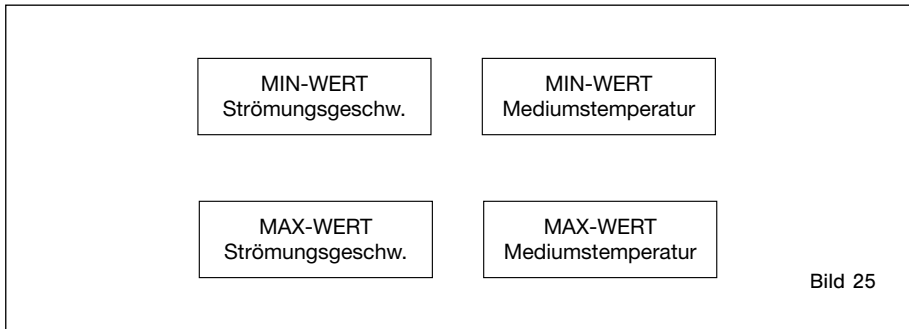 MIN-WERT
Strömungsgeschw.
MIN-WERT
Mediumstemperatur
MAX-WERT
Strömungsgeschw.
MAX-WERT
Mediumstemperatur
Bild 25